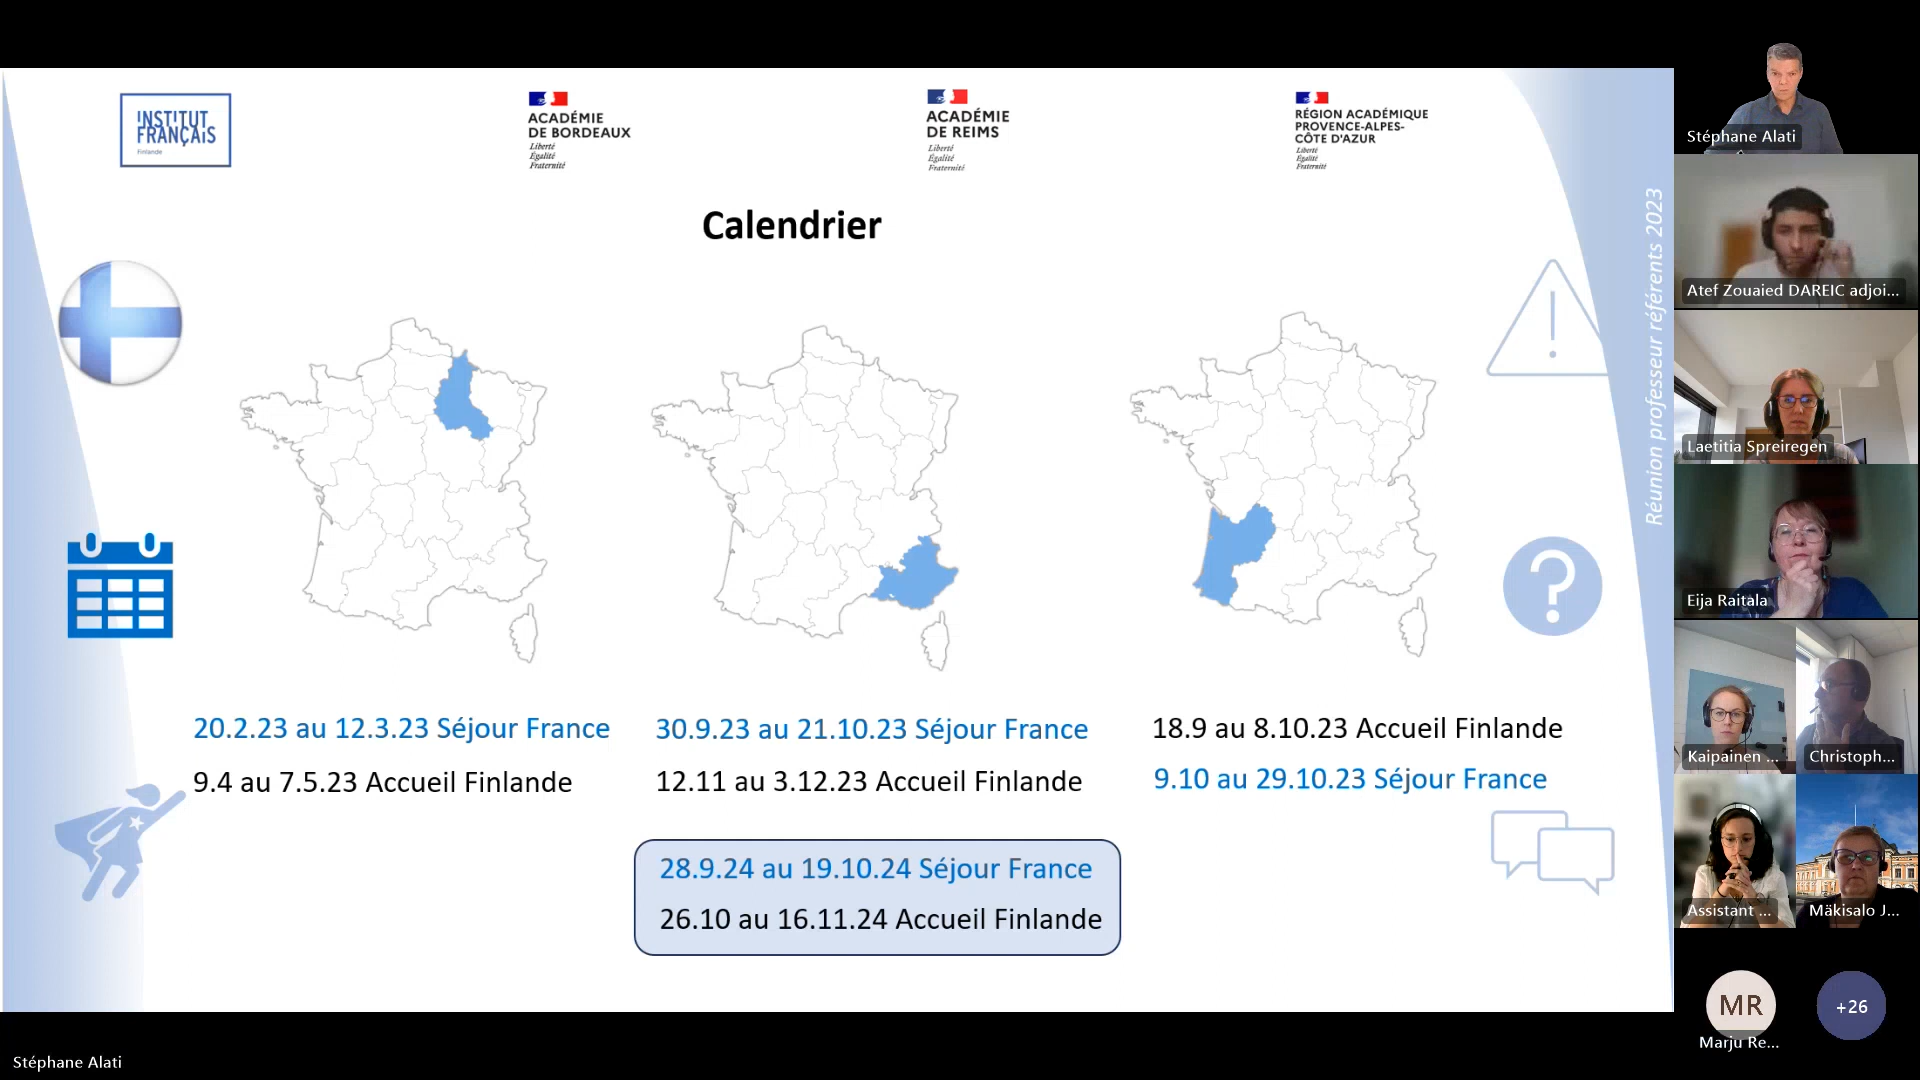 INSTITUT
FRANÇAIS
Finlande
ACADÉMIE
DE BORDEAUX
Liberté
Égalité
Fraternité
ACADÉMIE
DE REIMS
Liberté
Égalité
Fraternité
RÉGION ACADÉMIQUE
PROVENCE-ALPES-
CÔTE D'AZUR
Liberté
Égalité
Fraternité
Calendrier
Réunion professeur référents 2023
20.2.23 au 12.3.23 Séjour France
9.4 au 7.5.23 Accueil Finlande
30.9.23 au 21.10.23 Séjour France
12.11 au 3.12.23 Accueil Finlande
18.9 au 8.10.23 Accueil Finlande
9.10 au 29.10.23 Séjour France
28.9.24 au 19.10.24 Séjour France
26.10 au 16.11.24 Accueil Finlande
Stéphane Alati
Atef Zouaied DAREIC adjoi...
Laetitia Spreiregen
Eija Raitala
Kaipainen ...
Christoph...
Assistant ...
Mäkisalo J...
MR
Marju Re...
+26
Stéphane Alati